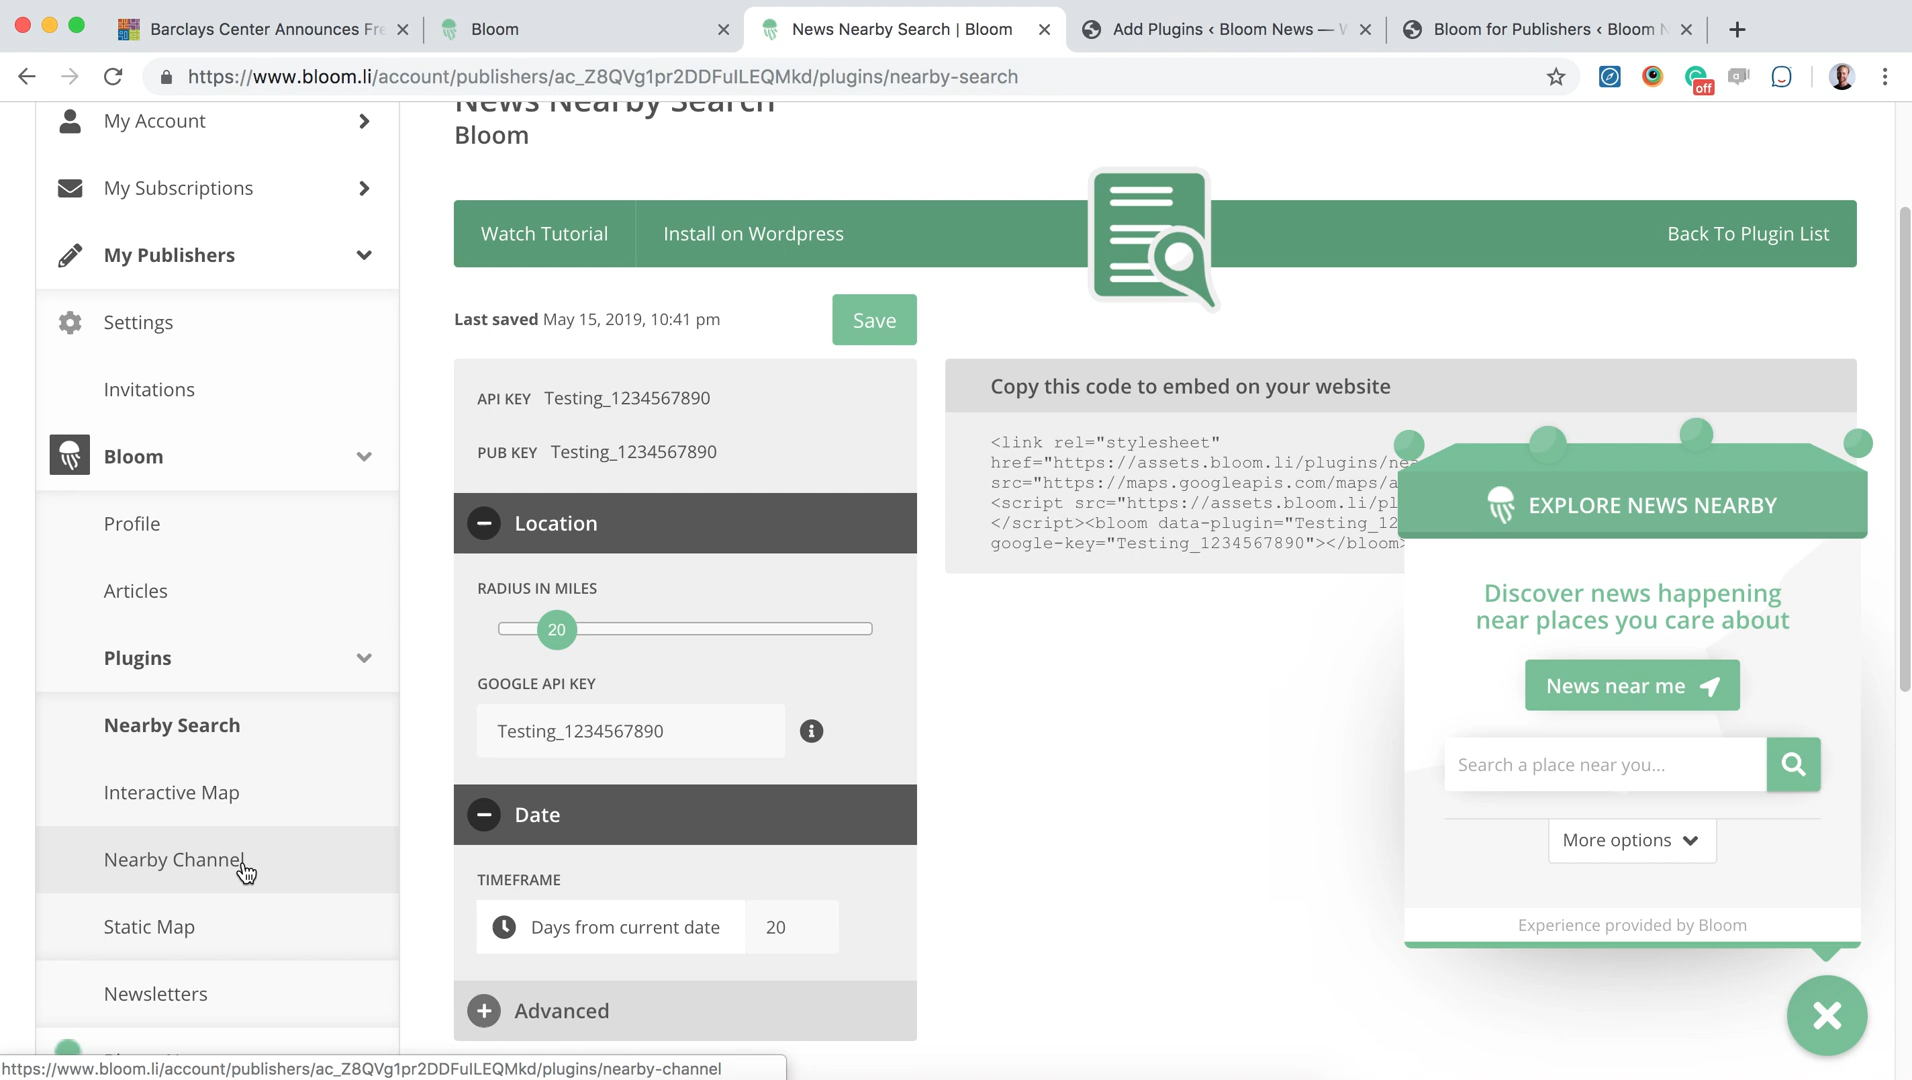 Barclays Center Announces Fre
Bloom
News Nearby Search | Bloom
Add Plugins ‹ Bloom News — W
Bloom for Publishers ‹ Bloom N
https://www.bloom.li/account/publishers/ac_Z8QVg1pr2DDFuILEQMkd/plugins/nearby-search
off
News Nearby Search
Bloom
My Account
My Subscriptions
My Publishers
Settings
Invitations
Bloom
Profile
Articles
Plugins
Nearby Search
Interactive Map
Nearby Channel
Static Map
Newsletters
Watch Tutorial
Install on Wordpress
Back To Plugin List
Last saved May 15, 2019, 10:41 pm
Save
API KEY Testing_1234567890
PUB KEY Testing_1234567890
Location
RADIUS IN MILES
20
GOOGLE API KEY
Testing_1234567890
Date
TIMEFRAME
Days from current date 20
Advanced
Copy this code to embed on your website
<link rel="stylesheet"
href="https://assets.bloom.li/plugins/nea
src="https://maps.googleapis.com/maps/a
<script src="https://assets.bloom.li/pl
</script><bloom data-plugin="Testing_12
google-key="Testing_1234567890"></bloom>
EXPLORE NEWS NEARBY
Discover news happening
near places you care about
News near me
Search a place near you...
More options
Experience provided by Bloom
https://www.bloom.li/account/publishers/ac_Z8QVg1pr2DDFuILEQMkd/plugins/nearby-channel